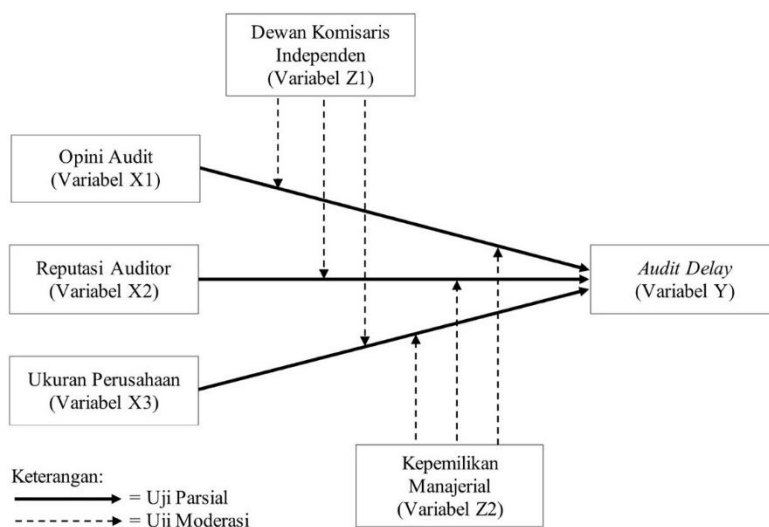 Dewan Komisaris
Independen
(Variabel Z1)
Opini Audit
(Variabel X1)
Reputasi Auditor
(Variabel X2)
Audit Delay
(Variabel Y)
Ukuran Perusahaan
(Variabel X3)
Kepemilikan
Manajerial
(Variabel Z2)
Keterangan:
= Uji Parsial
= Uji Moderasi